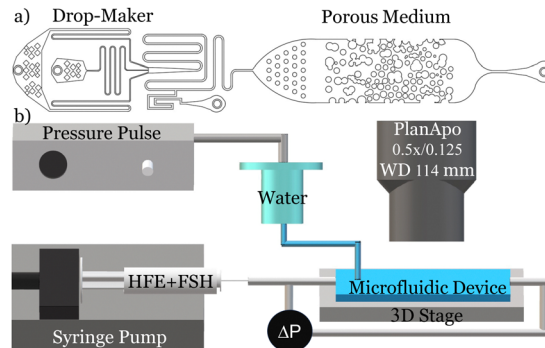 a)
Drop-Maker
Porous Medium
b)
Pressure Pulse
PlanApo
0.5x/0.125
WD 114 mm
Water
HFE+FSH
Microfluidic Device
3D Stage
ΔP
Syringe Pump